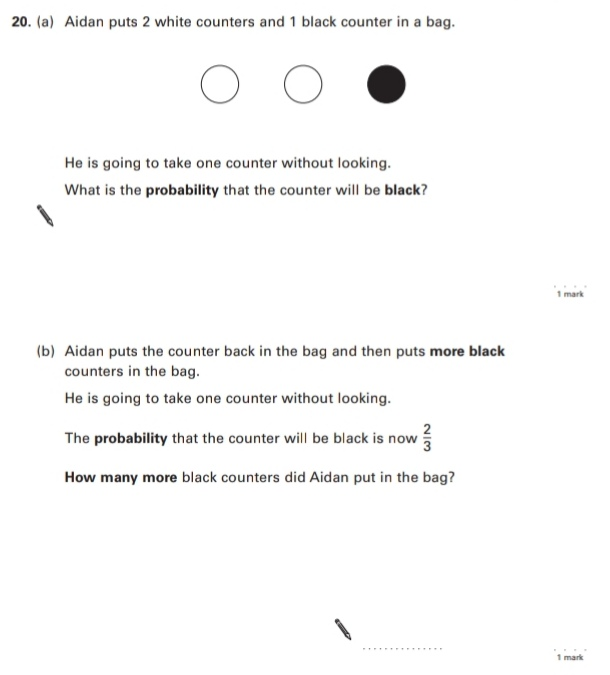 20. (a) Aidan puts 2 white counters and 1 black counter in a bag.
He is going to take one counter without looking.
What is the probability that the counter will be black?
1 mark
(b) Aidan puts the counter back in the bag and then puts more black
counters in the bag.
He is going to take one counter without looking.
The probability that the counter will be black is now 2/3
How many more black counters did Aidan put in the bag?
1 mark